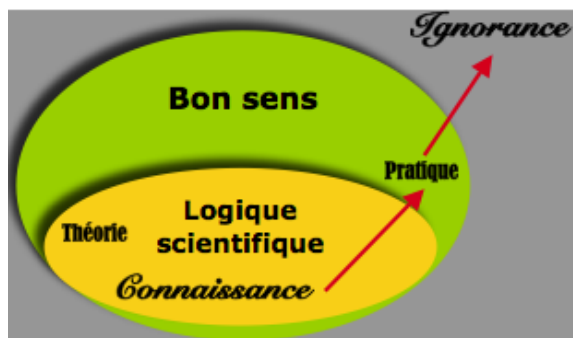 Ignorance
Bon sens
Pratique
Théorie
Logique
scientifique
Connaissance